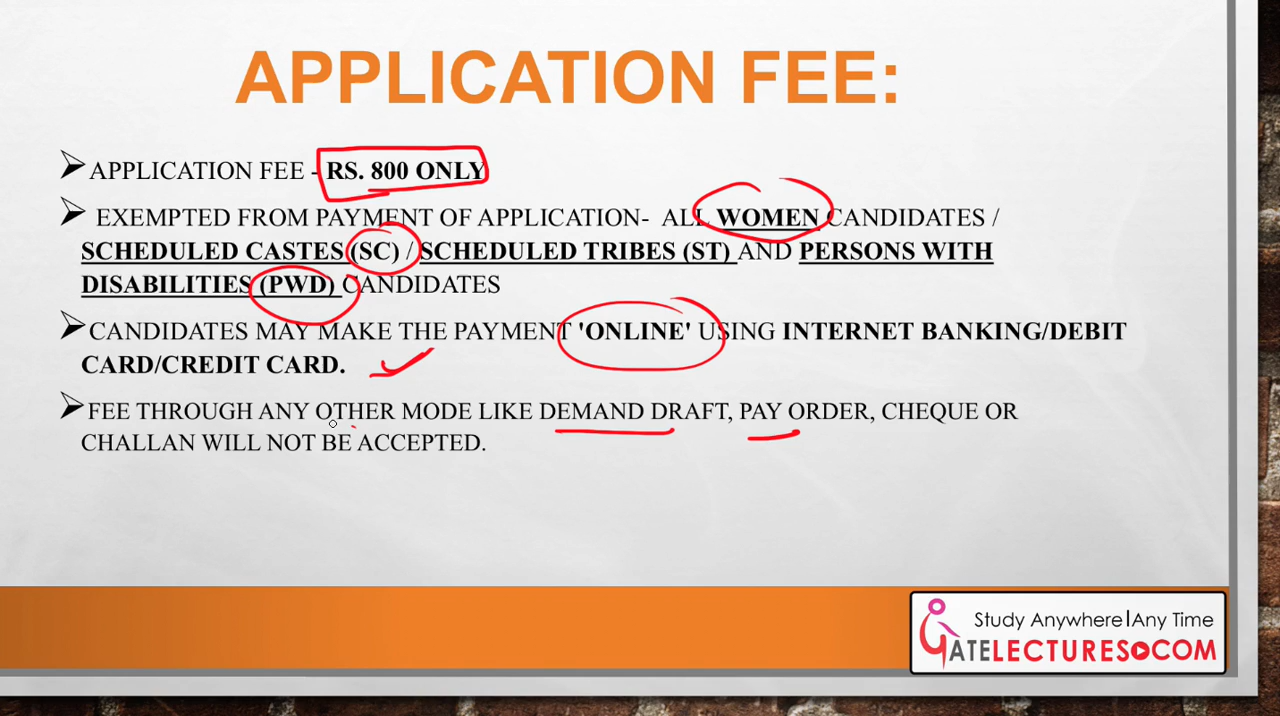 APPLICATION FEE:
APPLICATION FEE - RS. 800 ONLY
EXEMPTED FROM PAYMENT OF APPLICATION- ALL WOMEN CANDIDATES /
SCHEDULED CASTES (SC) / SCHEDULED TRIBES (ST) AND PERSONS WITH
DISABILITIES (PWD) CANDIDATES
CANDIDATES MAY MAKE THE PAYMENT 'ONLINE' USING INTERNET BANKING/DEBIT
CARD/CREDIT CARD.
FEE THROUGH ANY OTHER MODE LIKE DEMAND DRAFT, PAY ORDER, CHEQUE OR
CHALLAN WILL NOT BE ACCEPTED.
Study Anywhere|Any Time
GATELECTURES.COM